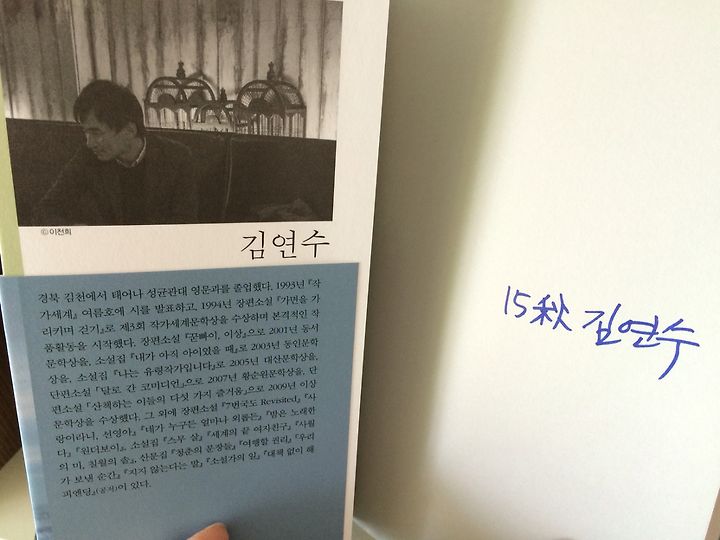 ©이천희
김연수
경북 김천에서 태어나 성균관대 영문과를 졸업했다. 1993년 『작
가세계』 여름호에 시를 발표하고, 1994년 장편소설 『가면을 가
리키며 걷기』로 제3회 작가세계문학상을 수상하며 본격적인 작
품활동을 시작했다. 장편소설 『꾿빠이, 이상』으로 2001년 동서
문학상을, 소설집 『내가 아직 아이였을 때』로 2003년 동인문학
상을, 소설집 『나는 유령작가입니다』로 2005년 대산문학상을,
단편소설 「달로 간 코미디언」으로 2007년 황순원문학상을, 단
편소설 「산책하는 이들의 다섯 가지 즐거움」으로 2009년 이상
문학상을 수상했다. 그 외에 장편소설 『7번국도 Revisited』 『사
랑이라니, 선영아』 『네가 누구든 얼마나 외롭든』 『밤은 노래한
다』 『원더보이』, 소설집 『스무 살』 『세계의 끝 여자친구』 『사월
의 미, 칠월의 솔』, 산문집 『청춘의 문장들』 『여행할 권리』 『우리
가 보낸 순간』 『지지 않는다는 말』 『소설가의 일』 『대책 없이 해
피엔딩』(공저)이 있다.
15秋 김연수